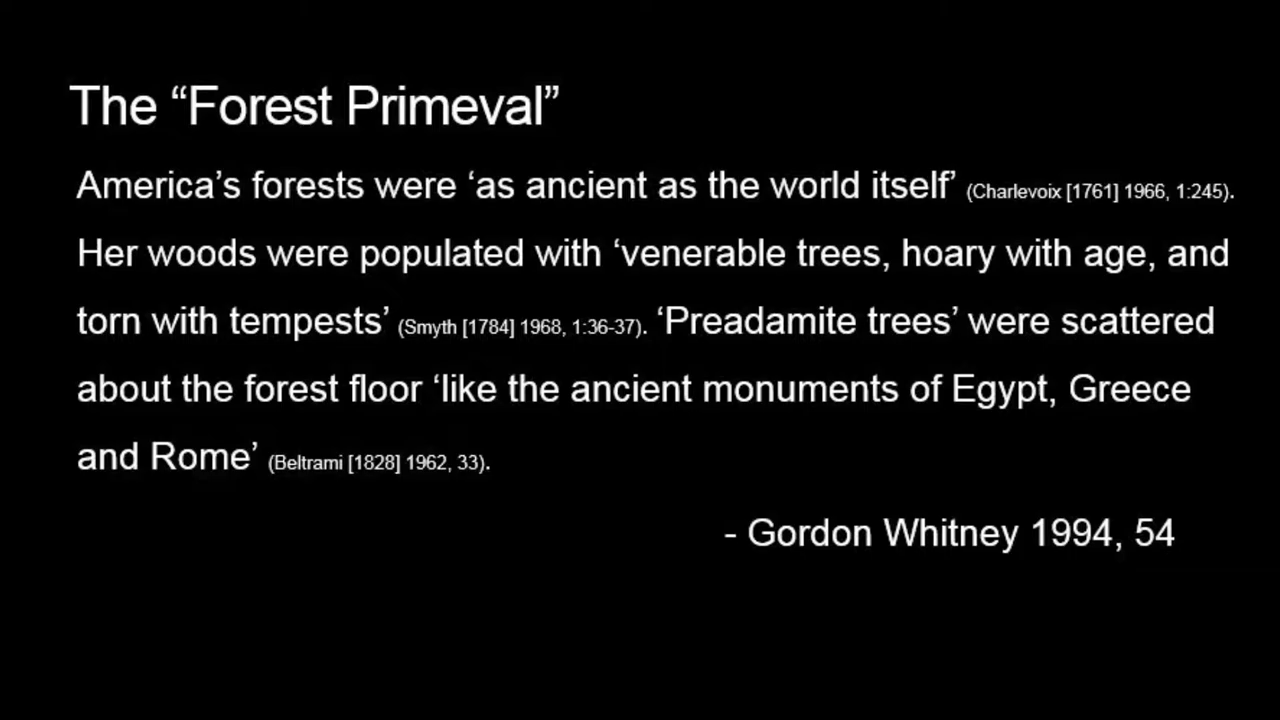 The “Forest Primeval”
America’s forests were ‘as ancient as the world itself’ (Charlevoix [1761] 1966, 1:245).
Her woods were populated with ‘venerable trees, hoary with age, and
torn with tempests’ (Smyth [1784] 1968, 1:36-37). ‘Preadamite trees’ were scattered
about the forest floor ‘like the ancient monuments of Egypt, Greece
and Rome’ (Beltrami [1828] 1962, 33).
- Gordon Whitney 1994, 54